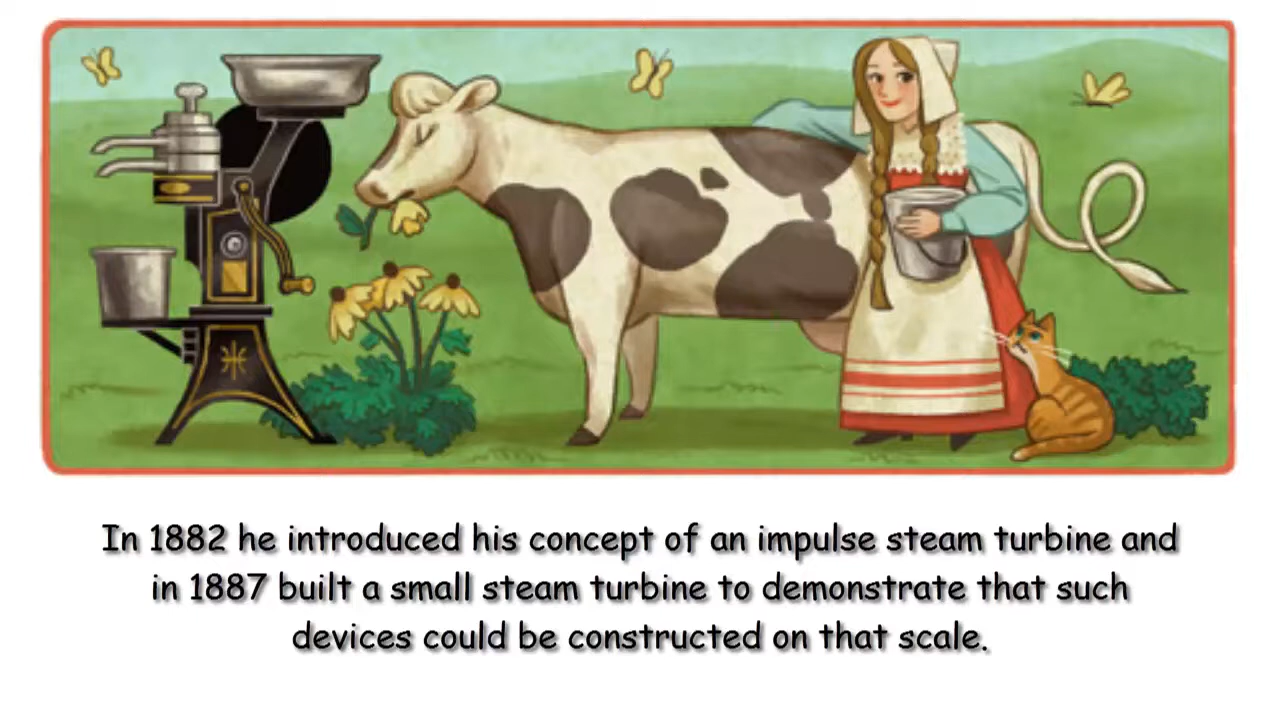 In 1882 he introduced his concept of an impulse steam turbine and
in 1887 built a small steam turbine to demonstrate that such
devices could be constructed on that scale.